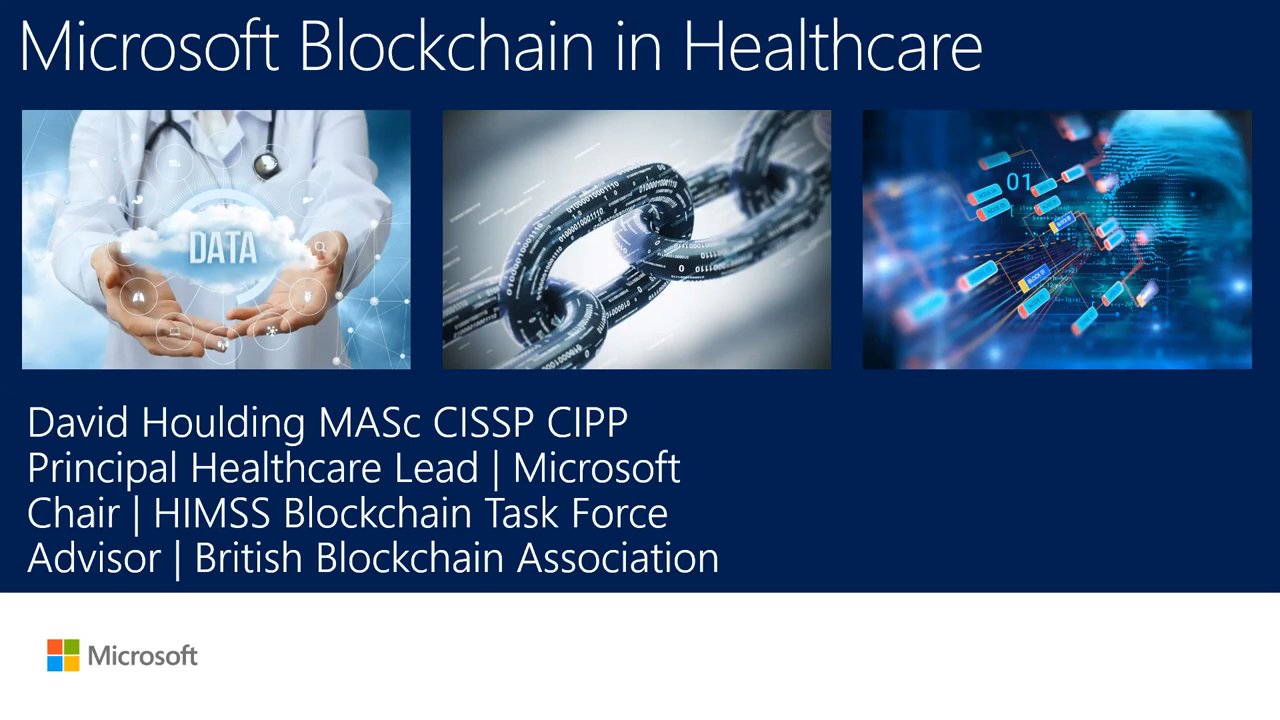 Microsoft Blockchain in Healthcare
DATA
01
David Houlding MASc CISSP CIPP
Principal Healthcare Lead | Microsoft
Chair | HIMSS Blockchain Task Force
Advisor | British Blockchain Association
Microsoft